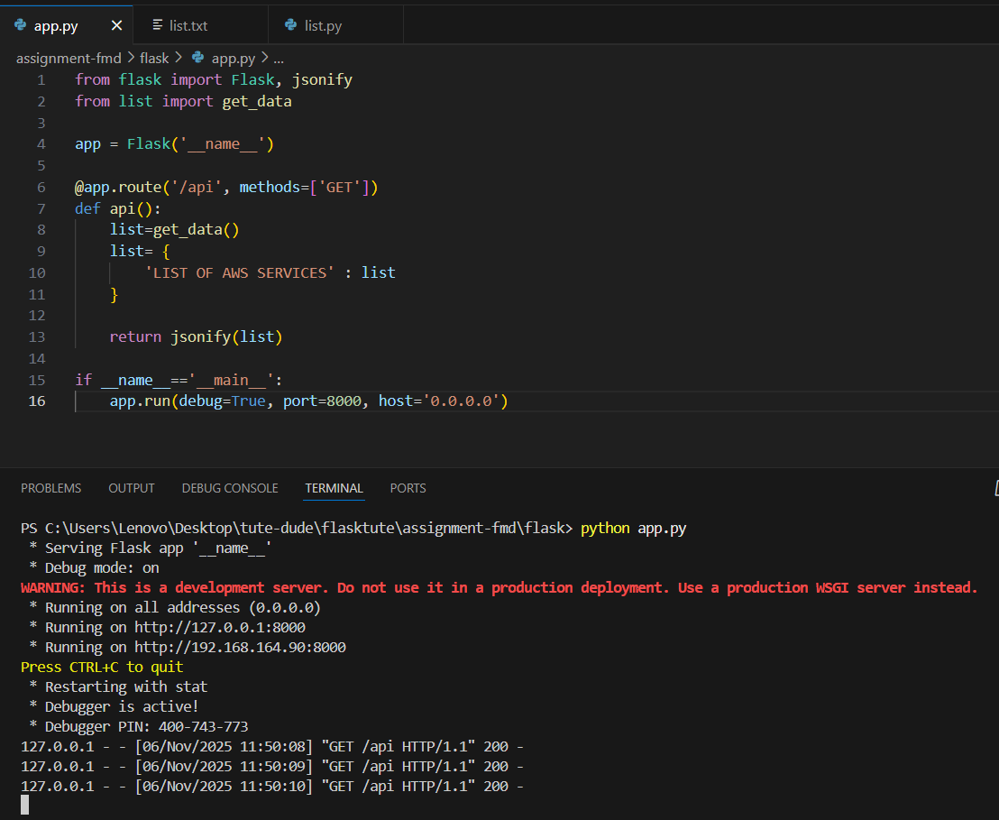 app.py × list.txt list.py
assignment-fmd > flask > app.py > ...
1 from flask import Flask, jsonify
2 from list import get_data
3
4 app = Flask('__name__')
5
6 @app.route('/api', methods=['GET'])
7 def api():
8     list=get_data()
9     list= {
10         'LIST OF AWS SERVICES' : list
11     }
12
13     return jsonify(list)
14
15 if __name__=='__main__':
16     app.run(debug=True, port=8000, host='0.0.0.0')
PROBLEMS OUTPUT DEBUG CONSOLE TERMINAL PORTS
PS C:\Users\Lenovo\Desktop\tute-dude\flasktute\assignment-fmd\flask> python app.py
 * Serving Flask app '__name__'
 * Debug mode: on
WARNING: This is a development server. Do not use it in a production deployment. Use a production WSGI server instead.
 * Running on all addresses (0.0.0.0)
 * Running on http://127.0.0.1:8000
 * Running on http://192.168.164.90:8000
Press CTRL+C to quit
 * Restarting with stat
 * Debugger is active!
 * Debugger PIN: 400-743-773
127.0.0.1 - - [06/Nov/2025 11:50:08] "GET /api HTTP/1.1" 200 -
127.0.0.1 - - [06/Nov/2025 11:50:09] "GET /api HTTP/1.1" 200 -
127.0.0.1 - - [06/Nov/2025 11:50:10] "GET /api HTTP/1.1" 200 -